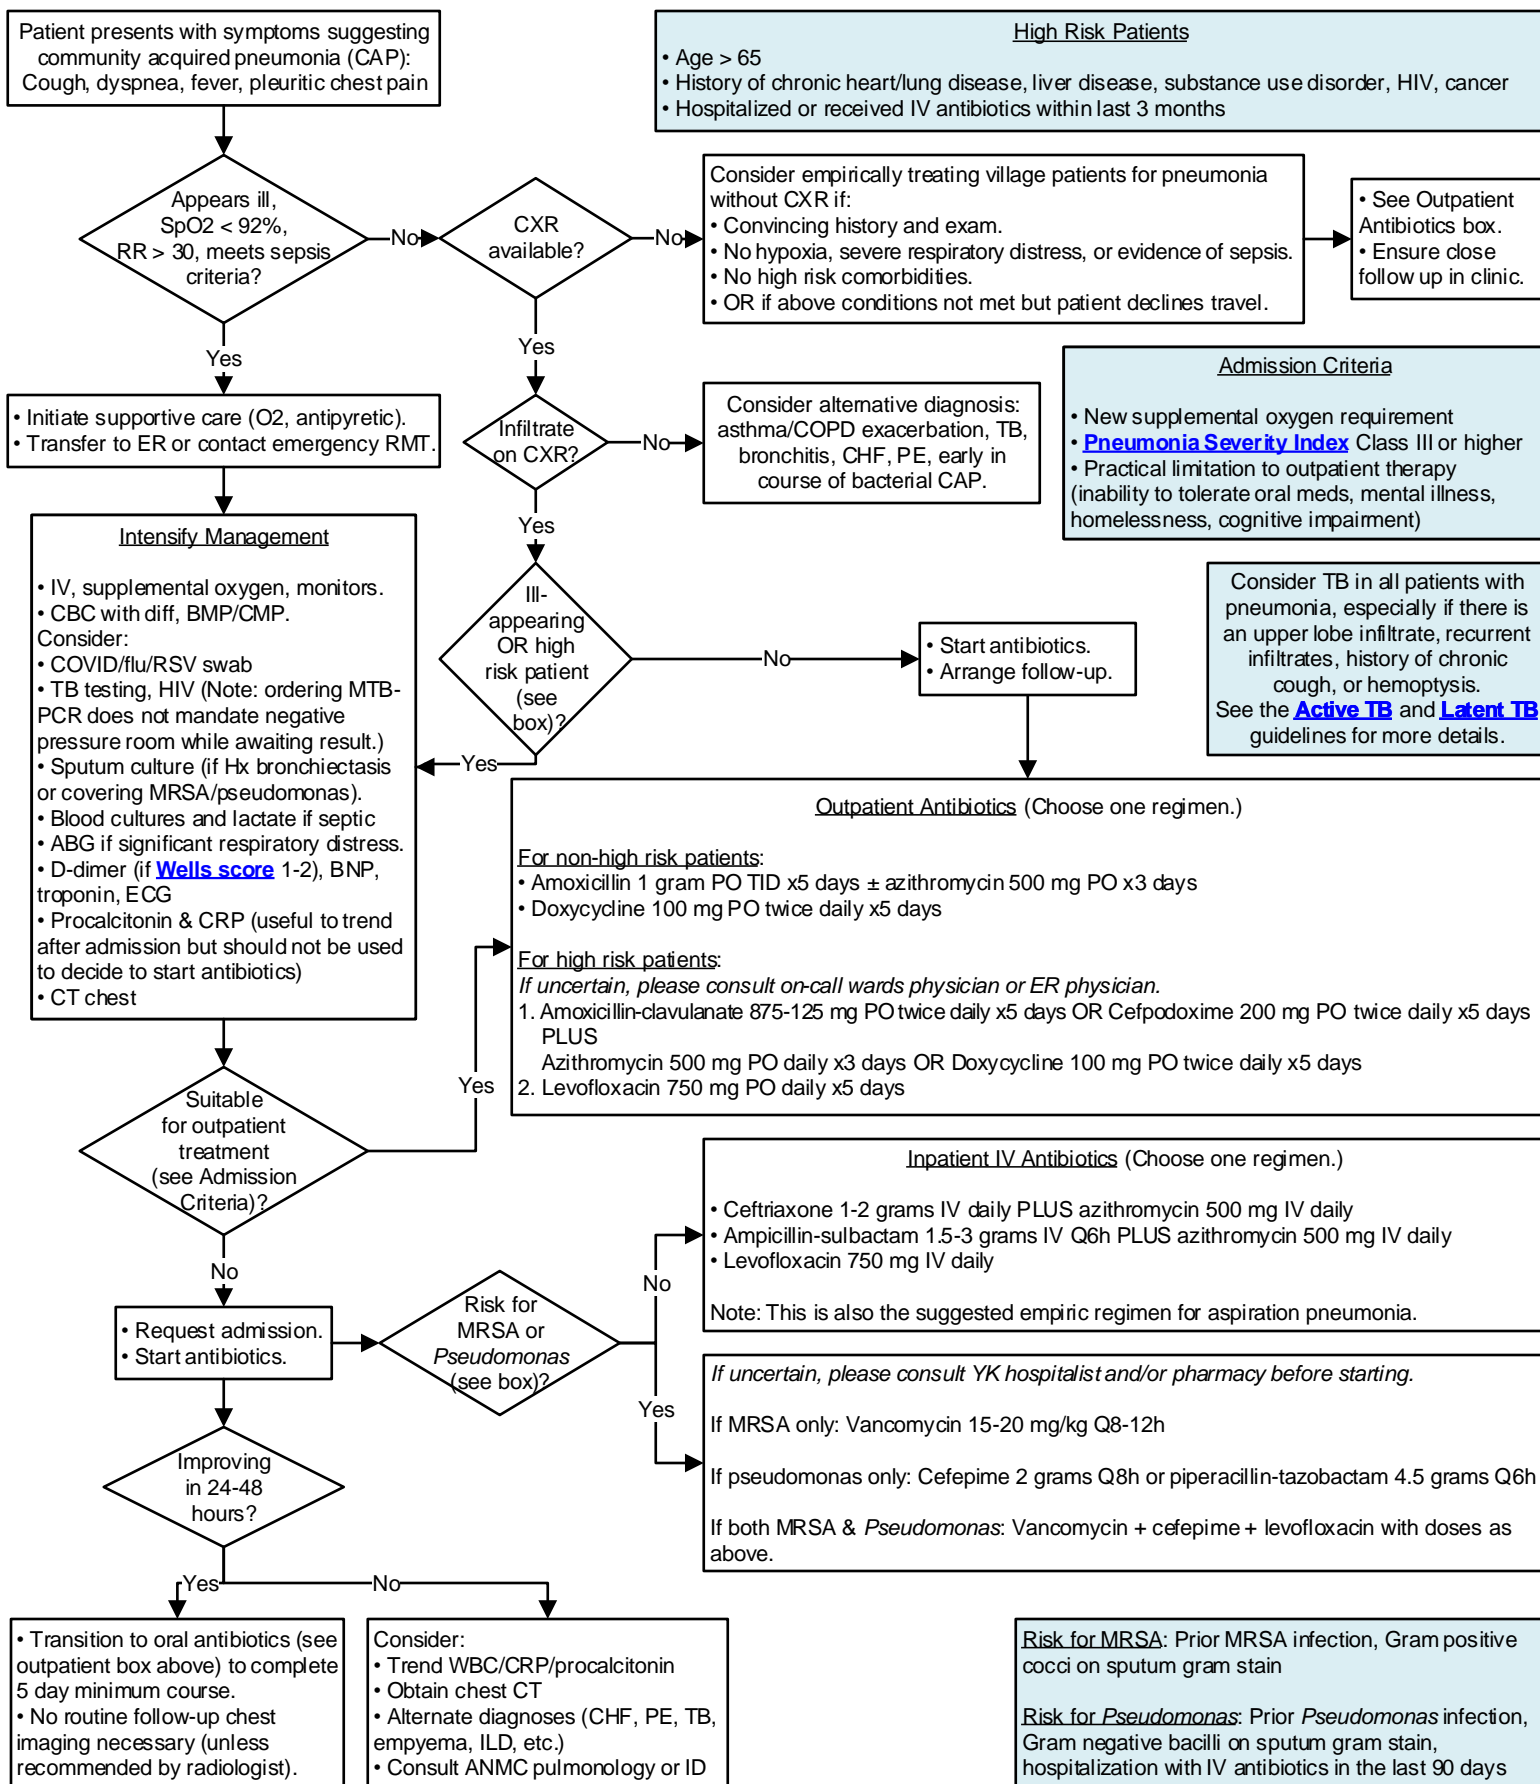 Patient presents with symptoms suggesting
community acquired pneumonia (CAP):
Cough, dyspnea, fever, pleuritic chest pain
High Risk Patients
• Age > 65
• History of chronic heart/lung disease, liver disease, substance use disorder, HIV, cancer
• Hospitalized or received IV antibiotics within last 3 months
Appears ill,
SpO2 < 92%,
RR > 30, meets sepsis
criteria?
No
CXR
available?
No
Consider empirically treating village patients for pneumonia
without CXR if:
• Convincing history and exam.
• No hypoxia, severe respiratory distress, or evidence of sepsis.
• No high risk comorbidities.
• OR if above conditions not met but patient declines travel.
• See Outpatient
Antibiotics box.
• Ensure close
follow up in clinic.
Yes
Yes
• Initiate supportive care (O2, antipyretic).
• Transfer to ER or contact emergency RMT.
Infiltrate
on CXR?
No
Consider alternative diagnosis:
asthma/COPD exacerbation, TB,
bronchitis, CHF, PE, early in
course of bacterial CAP.
Admission Criteria
• New supplemental oxygen requirement
• Pneumonia Severity Index Class III or higher
• Practical limitation to outpatient therapy
(inability to tolerate oral meds, mental illness,
homelessness, cognitive impairment)
Yes
Intensify Management
• IV, supplemental oxygen, monitors.
• CBC with diff, BMP/CMP.
Consider:
• COVID/flu/RSV swab
• TB testing, HIV (Note: ordering MTB-
PCR does not mandate negative
pressure room while awaiting result.)
• Sputum culture (if Hx bronchiectasis
or covering MRSA/pseudomonas).
• Blood cultures and lactate if septic
• ABG if significant respiratory distress.
• D-dimer (if Wells score 1-2), BNP,
troponin, ECG
• Procalcitonin & CRP (useful to trend
after admission but should not be used
to decide to start antibiotics)
• CT chest
Ill-
appearing
OR high
risk patient
(see
box)?
No
Yes
• Start antibiotics.
• Arrange follow-up.
Consider TB in all patients with
pneumonia, especially if there is
an upper lobe infiltrate, recurrent
infiltrates, history of chronic
cough, or hemoptysis.
See the Active TB and Latent TB
guidelines for more details.
Outpatient Antibiotics (Choose one regimen.)
For non-high risk patients:
• Amoxicillin 1 gram PO TID x5 days ± azithromycin 500 mg PO x3 days
• Doxycycline 100 mg PO twice daily x5 days
For high risk patients:
If uncertain, please consult on-call wards physician or ER physician.
1. Amoxicillin-clavulanate 875-125 mg PO twice daily x5 days OR Cefpodoxime 200 mg PO twice daily x5 days
PLUS
Azithromycin 500 mg PO daily x3 days OR Doxycycline 100 mg PO twice daily x5 days
2. Levofloxacin 750 mg PO daily x5 days
Suitable
for outpatient
treatment
(see Admission
Criteria)?
Yes
No
• Request admission.
• Start antibiotics.
Risk for
MRSA or
Pseudomonas
(see box)?
No
Yes
Inpatient IV Antibiotics (Choose one regimen.)
• Ceftriaxone 1-2 grams IV daily PLUS azithromycin 500 mg IV daily
• Ampicillin-sulbactam 1.5-3 grams IV Q6h PLUS azithromycin 500 mg IV daily
• Levofloxacin 750 mg IV daily
Note: This is also the suggested empiric regimen for aspiration pneumonia.
If uncertain, please consult YK hospitalist and/or pharmacy before starting.
If MRSA only: Vancomycin 15-20 mg/kg Q8-12h
If pseudomonas only: Cefepime 2 grams Q8h or piperacillin-tazobactam 4.5 grams Q6h
If both MRSA & Pseudomonas: Vancomycin + cefepime + levofloxacin with doses as
above.
Improving
in 24-48
hours?
Yes
No
• Transition to oral antibiotics (see
outpatient box above) to complete
5 day minimum course.
• No routine follow-up chest
imaging necessary (unless
recommended by radiologist).
Consider:
• Trend WBC/CRP/procalcitonin
• Obtain chest CT
• Alternate diagnoses (CHF, PE, TB,
empyema, ILD, etc.)
• Consult ANMC pulmonology or ID
Risk for MRSA: Prior MRSA infection, Gram positive
cocci on sputum gram stain
Risk for Pseudomonas: Prior Pseudomonas infection,
Gram negative bacilli on sputum gram stain,
hospitalization with IV antibiotics in the last 90 days